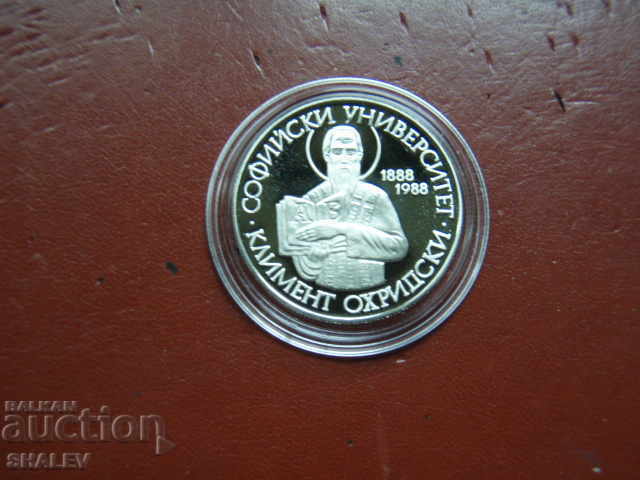 · СОФИЙСКИ УНИВЕРСИТЕТ ·
КЛИМЕНТ ОХРИДСКИ
1888
1988
А Б
BALKAN
auction
SHALEV